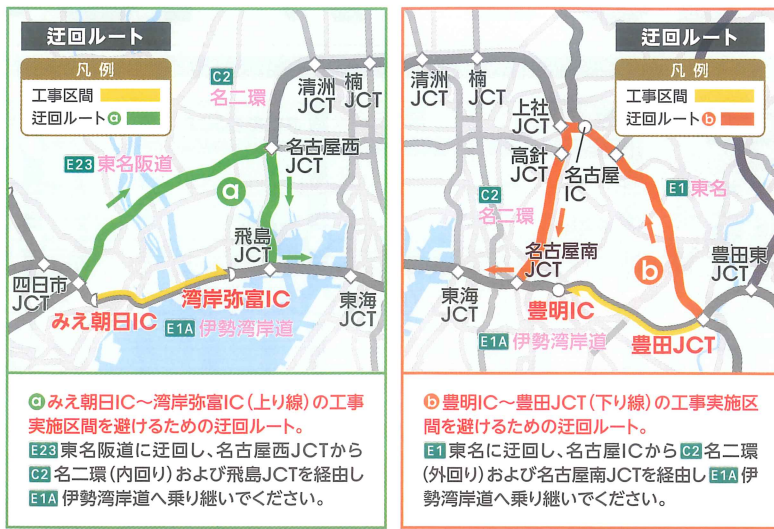 迂回ルート
凡例
工事区間
迂回ルートⓐ
C2
名二環
清洲
JCT
楠
JCT
E23 東名阪道
名古屋西
JCT
ⓐ
飛島
JCT
四日市
JCT
みえ朝日IC
湾岸弥富IC
E1A 伊勢湾岸道
東海
JCT
ⓐみえ朝日IC～湾岸弥富IC(上り線)の工事
実施区間を避けるための迂回ルート。
E23 東名阪道に迂回し、名古屋西JCTから
C2 名二環(内回り)および飛島JCTを経由し
E1A 伊勢湾岸道へ乗り継いでください。
迂回ルート
凡例
工事区間
迂回ルートⓑ
清洲
JCT
楠
JCT
上社
JCT
高針
JCT
名古屋
IC
C2
名二環
E1 東名
名古屋南
JCT
ⓑ
豊田東
JCT
東海
JCT
豊明IC
E1A 伊勢湾岸道
豊田JCT
ⓑ豊明IC～豊田JCT(下り線)の工事実施区
間を避けるための迂回ルート。
E1 東名に迂回し、名古屋ICから C2 名二環
(外回り)および名古屋南JCTを経由し E1A 伊
勢湾岸道へ乗り継いでください。